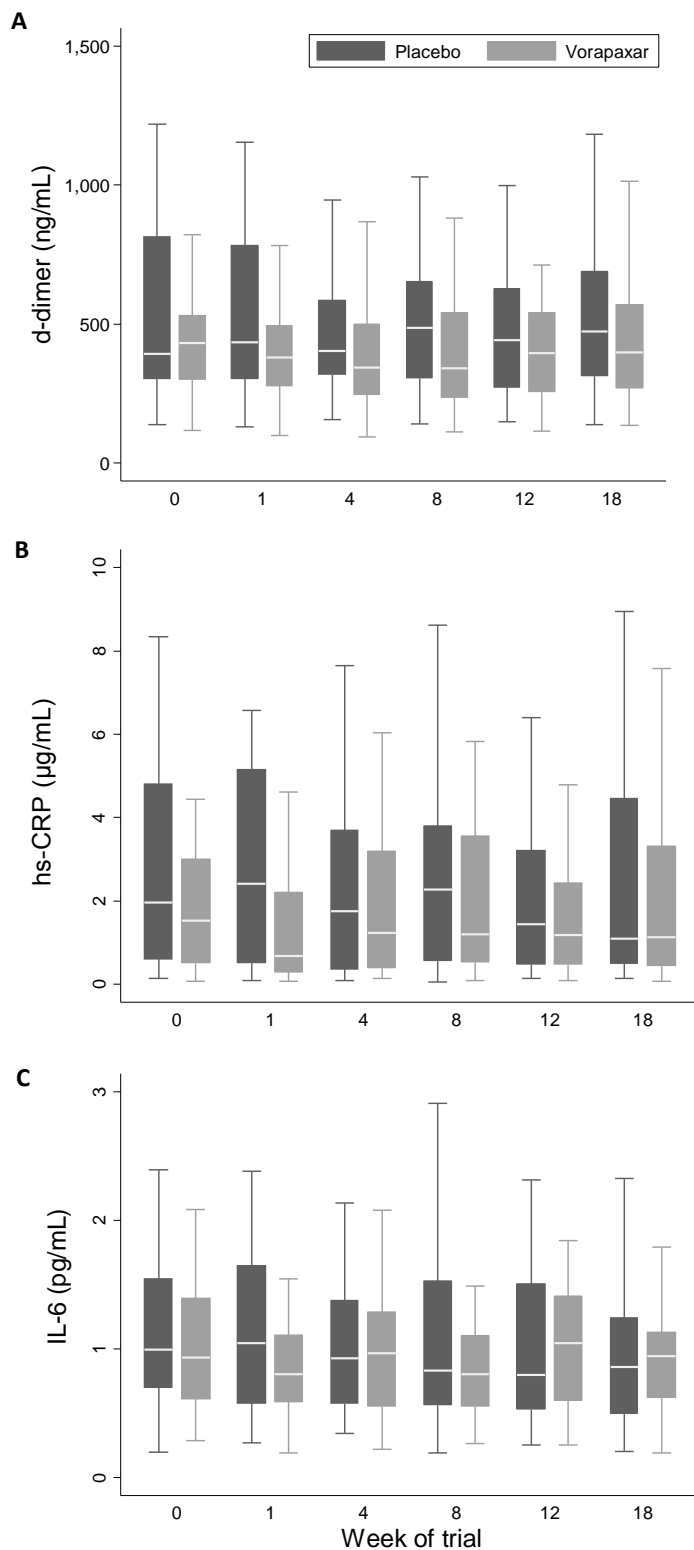 A
Placebo Vorapaxar
d-dimer (ng/mL)
1,500
1,000
500
0
0 1 4 8 12 18
B
hs-CRP (µg/mL)
10
8
6
4
2
0
0 1 4 8 12 18
C
IL-6 (pg/mL)
3
2
1
0
0 1 4 8 12 18
Week of trial